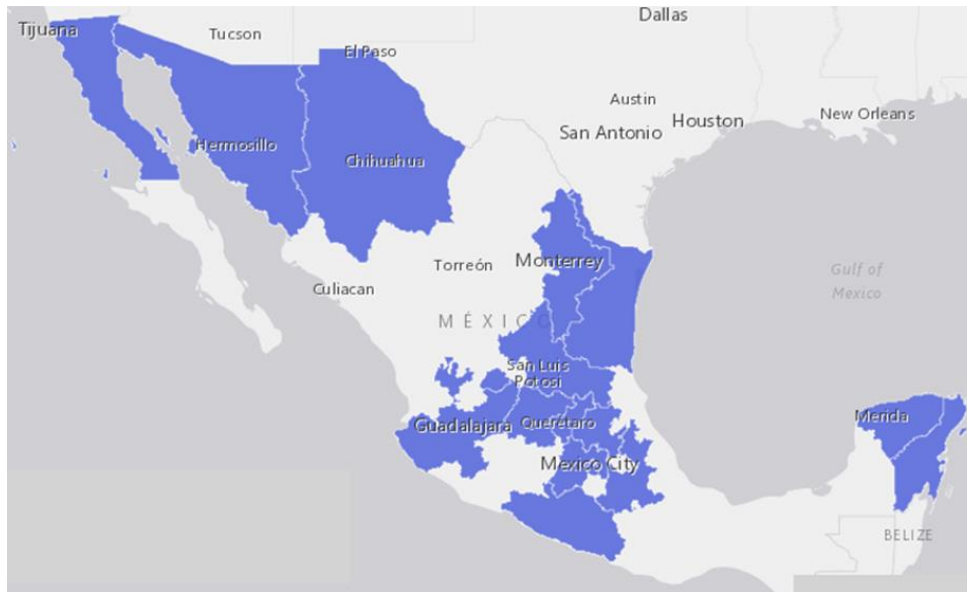 Dallas
Tijuana
Tucson
El Paso
Austin
New Orleans
Houston
San Antonio
Hermosillo
Chihuahua
Monterrey
Torreón
Gulf of
Mexico
Culiacan
MÉXICO
San Luis
Potosi
Merida
Guadalajara
Querétaro
Mexico City
BELIZE